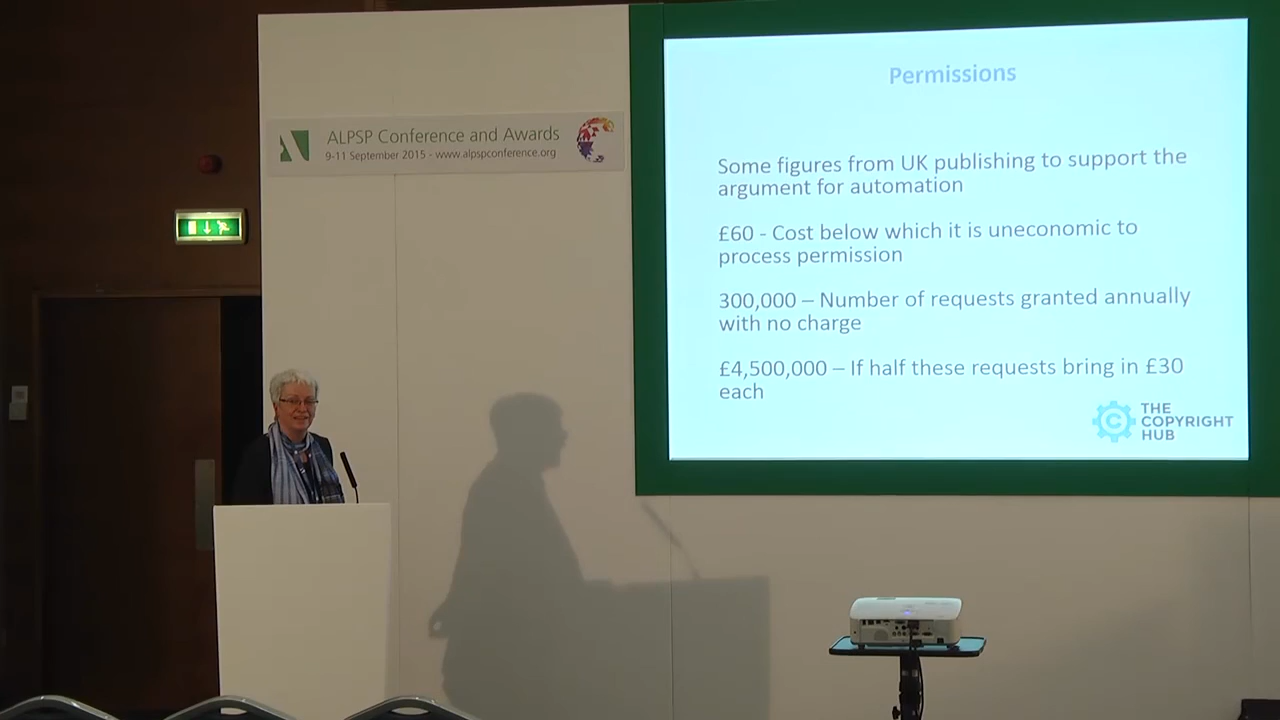 ALPSP Conference and Awards
9-11 September 2015 - www.alpspconference.org
Permissions
Some figures from UK publishing to support the
argument for automation
£60 - Cost below which it is uneconomic to
process permission
300,000 – Number of requests granted annually
with no charge
£4,500,000 – If half these requests bring in £30
each
C
THE
COPYRIGHT
HUB